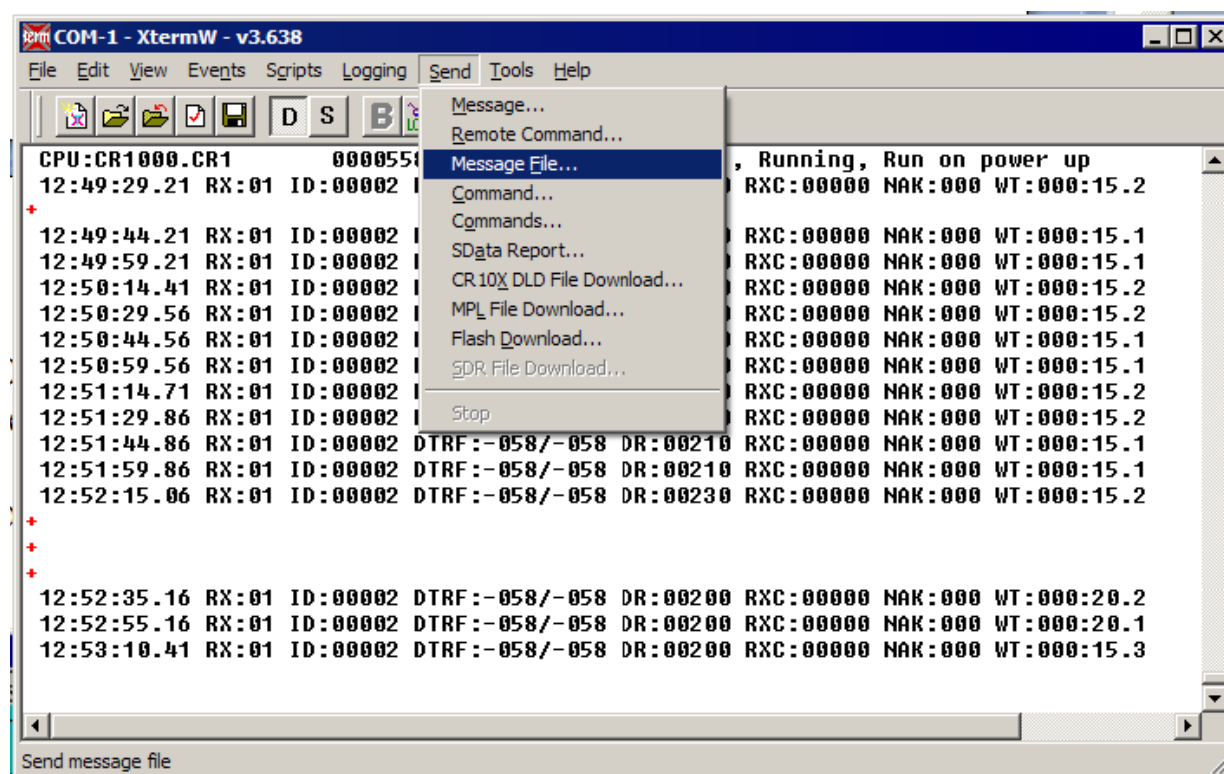 COM-1 - XtermW - v3.638
File Edit View Events Scripts Logging Send Tools Help
D S B
Message...
Remote Command...
Message File...
Command...
Commands...
SData Report...
CR10X DLD File Download...
MPL File Download...
Flash Download...
SDR File Download...
Stop
CPU:CR1000.CR1 , Running, Run on power up
12:49:29.21 RX:01 ID:00002 RXC:00000 NAK:000 WT:000:15.2
+
12:49:44.21 RX:01 ID:00002 RXC:00000 NAK:000 WT:000:15.1
12:49:59.21 RX:01 ID:00002 RXC:00000 NAK:000 WT:000:15.1
12:50:14.41 RX:01 ID:00002 RXC:00000 NAK:000 WT:000:15.2
12:50:29.56 RX:01 ID:00002 RXC:00000 NAK:000 WT:000:15.2
12:50:44.56 RX:01 ID:00002 RXC:00000 NAK:000 WT:000:15.1
12:50:59.56 RX:01 ID:00002 RXC:00000 NAK:000 WT:000:15.1
12:51:14.71 RX:01 ID:00002 RXC:00000 NAK:000 WT:000:15.2
12:51:29.86 RX:01 ID:00002 RXC:00000 NAK:000 WT:000:15.2
12:51:44.86 RX:01 ID:00002 DTRF:-058/-058 DR:00210 RXC:00000 NAK:000 WT:000:15.1
12:51:59.86 RX:01 ID:00002 DTRF:-058/-058 DR:00210 RXC:00000 NAK:000 WT:000:15.1
12:52:15.06 RX:01 ID:00002 DTRF:-058/-058 DR:00230 RXC:00000 NAK:000 WT:000:15.2
+
+
+
12:52:35.16 RX:01 ID:00002 DTRF:-058/-058 DR:00200 RXC:00000 NAK:000 WT:000:20.2
12:52:55.16 RX:01 ID:00002 DTRF:-058/-058 DR:00200 RXC:00000 NAK:000 WT:000:20.1
12:53:10.41 RX:01 ID:00002 DTRF:-058/-058 DR:00200 RXC:00000 NAK:000 WT:000:15.3
Send message file